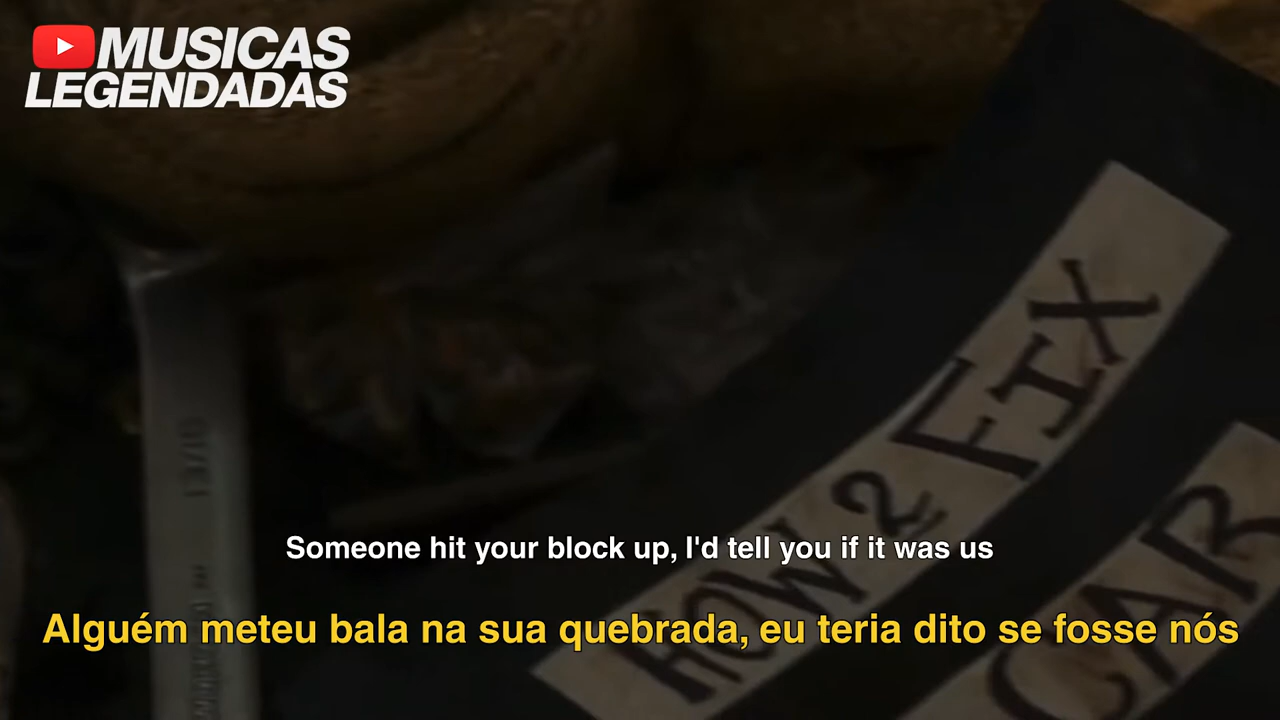 MUSICAS
LEGENDADAS
HOW 2 FIX
CAR
Someone hit your block up, I'd tell you if it was us
Alguém meteu bala na sua quebrada, eu teria dito se fosse nós